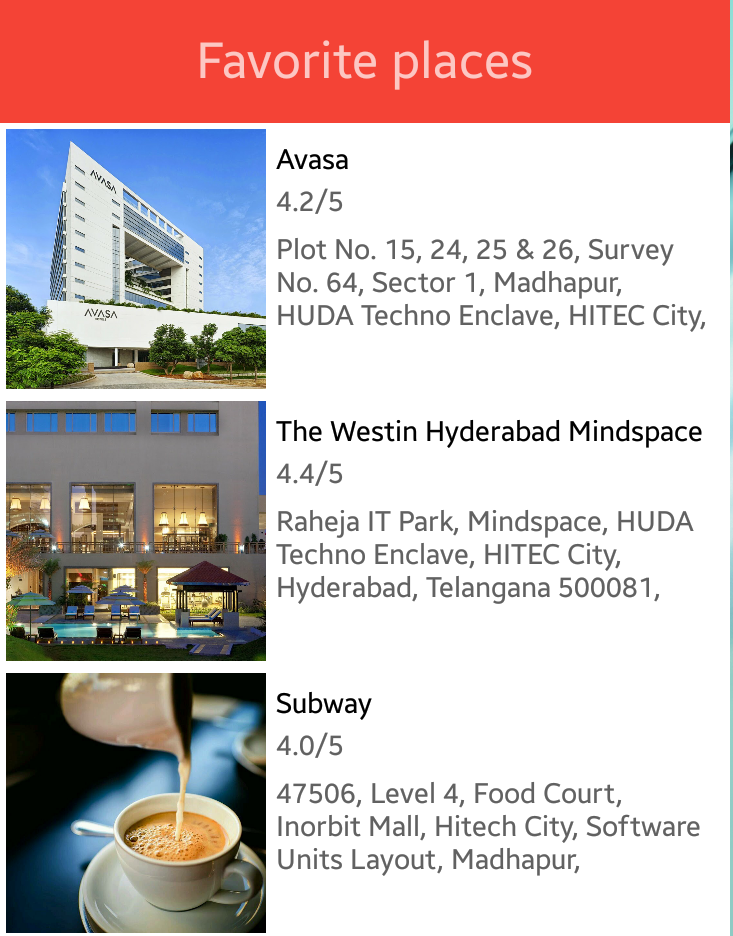 Favorite places
AVASA
AVASA
Avasa
4.2/5
Plot No. 15, 24, 25 & 26, Survey
No. 64, Sector 1, Madhapur,
HUDA Techno Enclave, HITEC City,
The Westin Hyderabad Mindspace
4.4/5
Raheja IT Park, Mindspace, HUDA
Techno Enclave, HITEC City,
Hyderabad, Telangana 500081,
Subway
4.0/5
47506, Level 4, Food Court,
Inorbit Mall, Hitech City, Software
Units Layout, Madhapur,